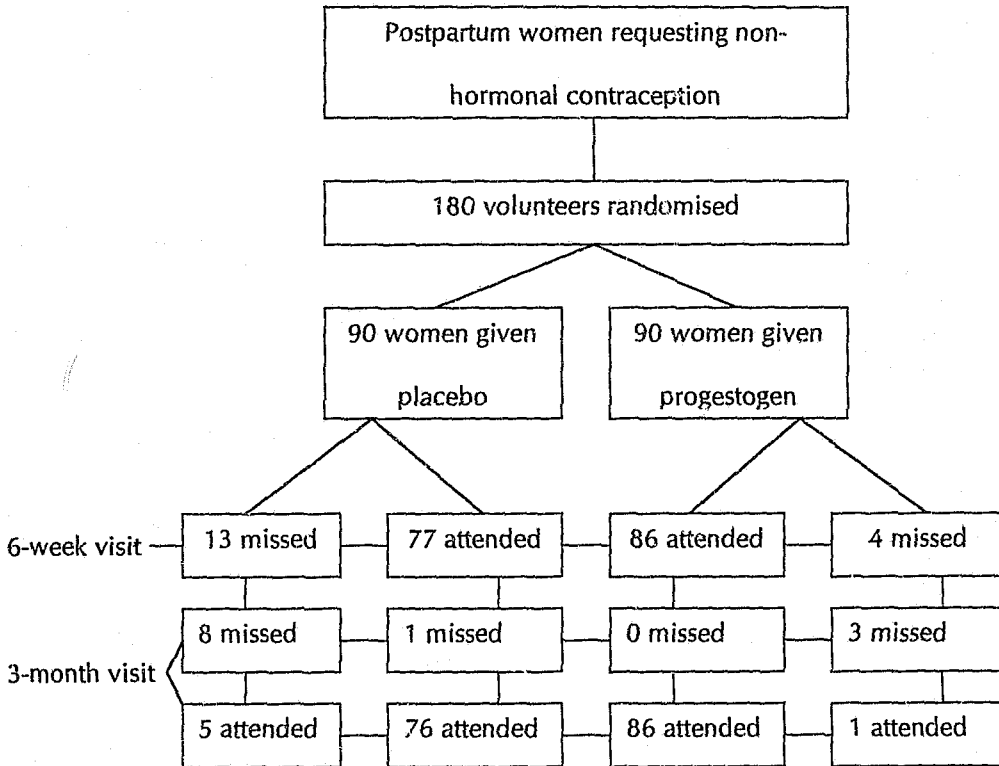 Postpartum women requesting non-
hormonal contraception
180 volunteers randomised
90 women given
placebo
90 women given
progestogen
6-week visit
13 missed
77 attended
86 attended
4 missed
3-month visit
8 missed
1 missed
0 missed
3 missed
5 attended
76 attended
86 attended
1 attended